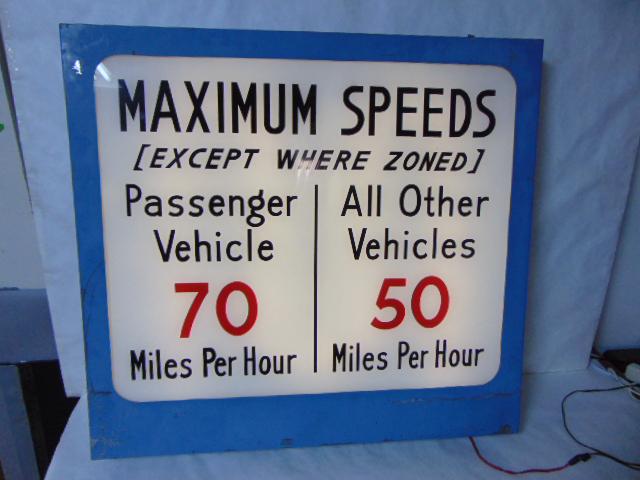 MAXIMUM SPEEDS
[EXCEPT WHERE ZONED]
Passenger
Vehicle
70
Miles Per Hour
All Other
Vehicles
50
Miles Per Hour